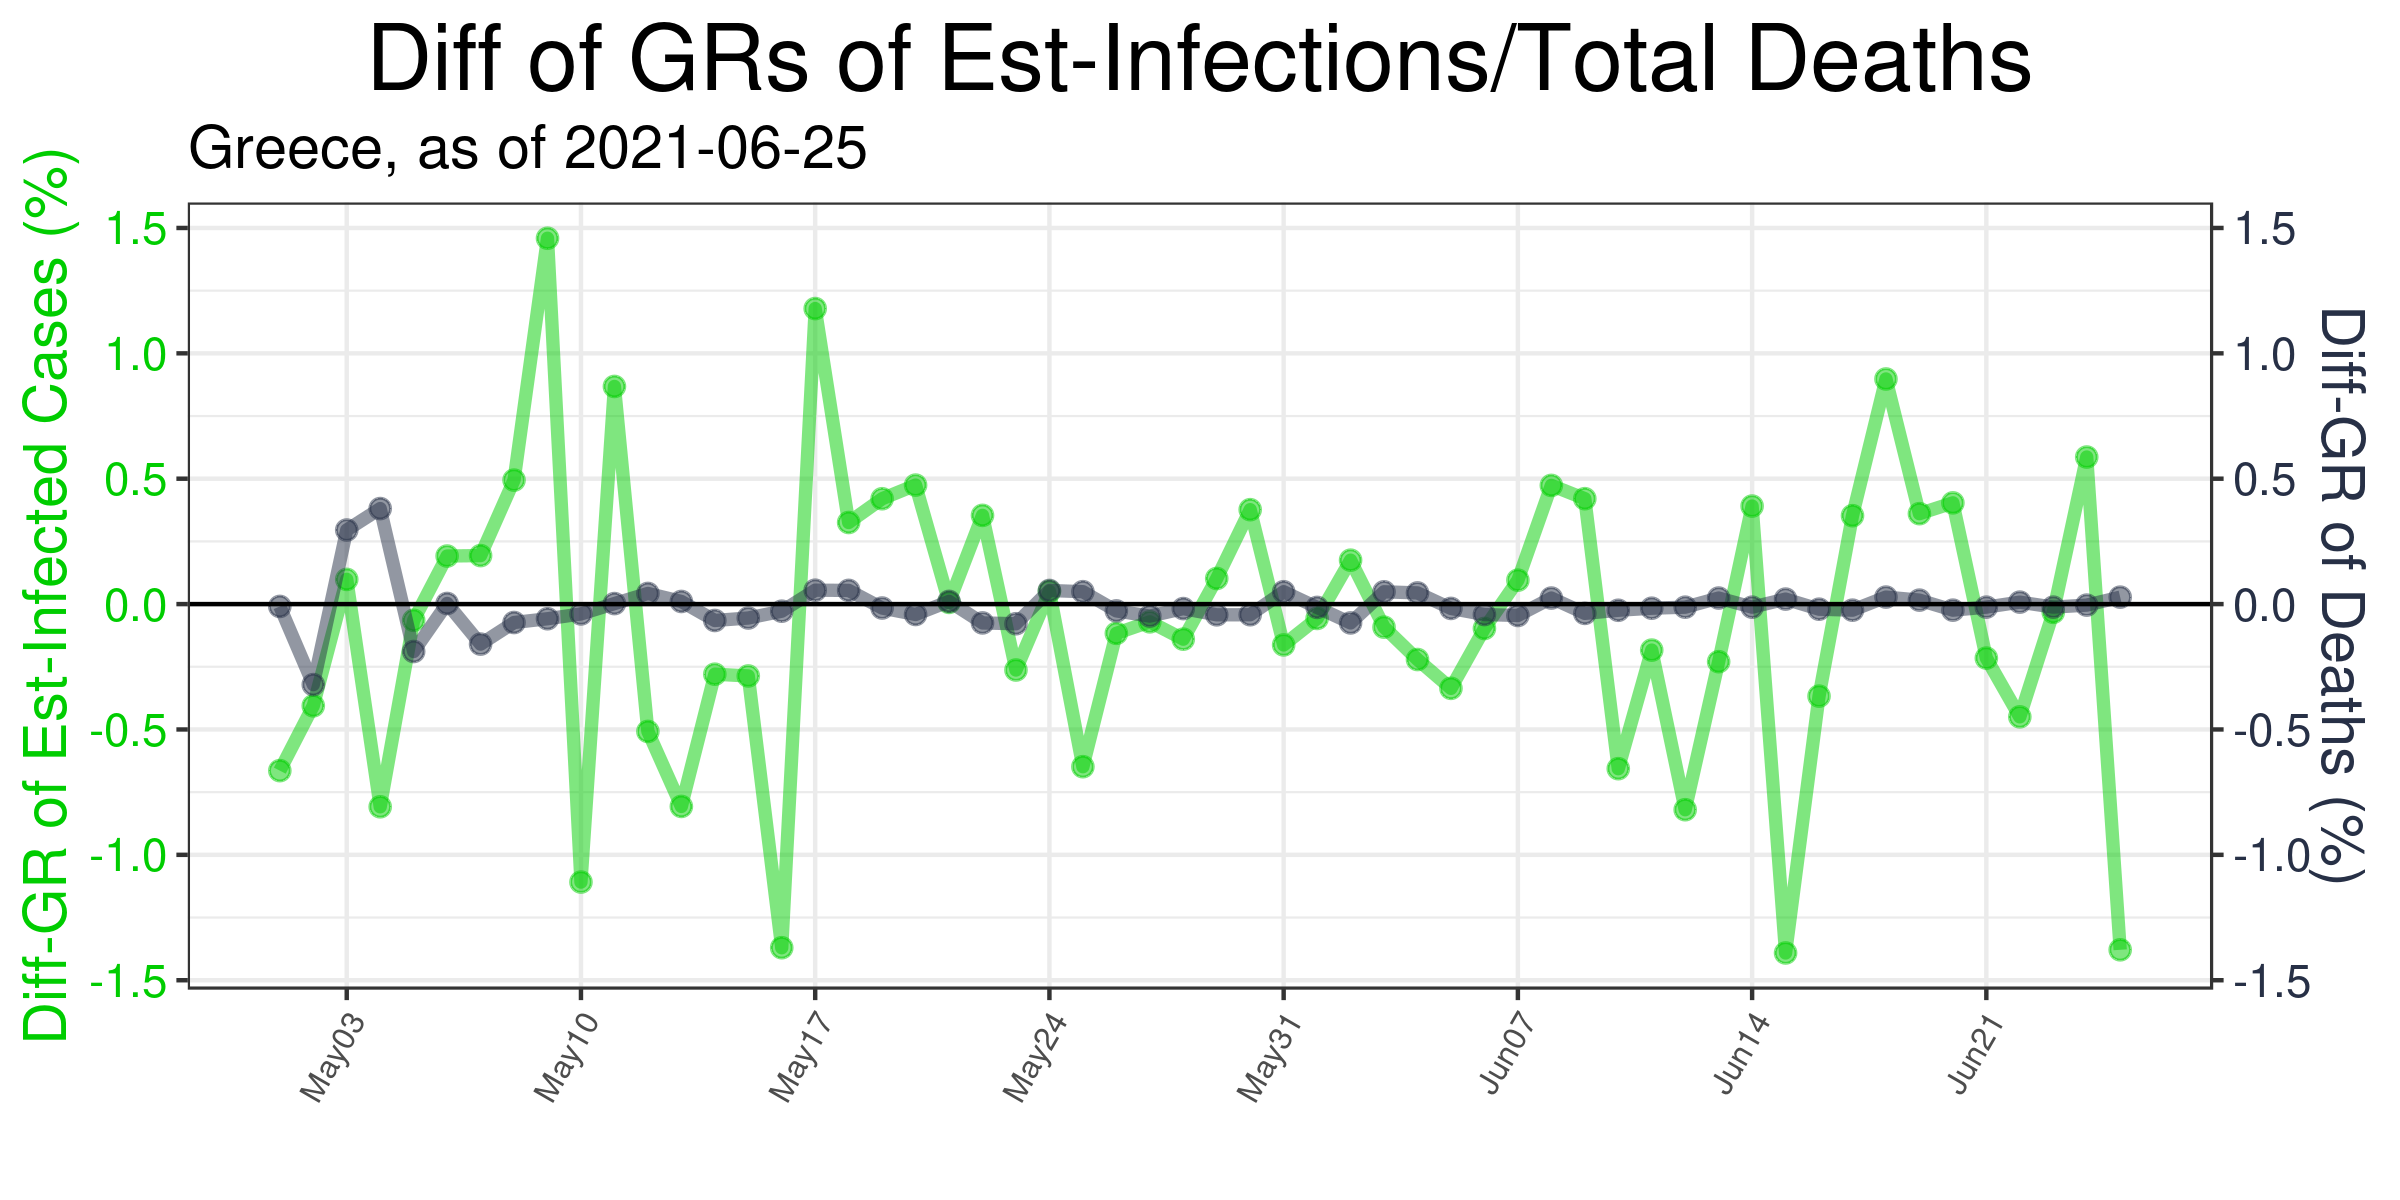 Diff of GRs of Est-Infections/Total Deaths
Greece, as of 2021-06-25
Diff-GR of Est-Infected Cases (%)
1.5
1.0
0.5
0.0
-0.5
-1.0
-1.5
1.5
1.0
0.5
0.0
-0.5
-1.0
-1.5
Diff-GR of Deaths (%)
May03
May10
May17
May24
May31
Jun07
Jun14
Jun21